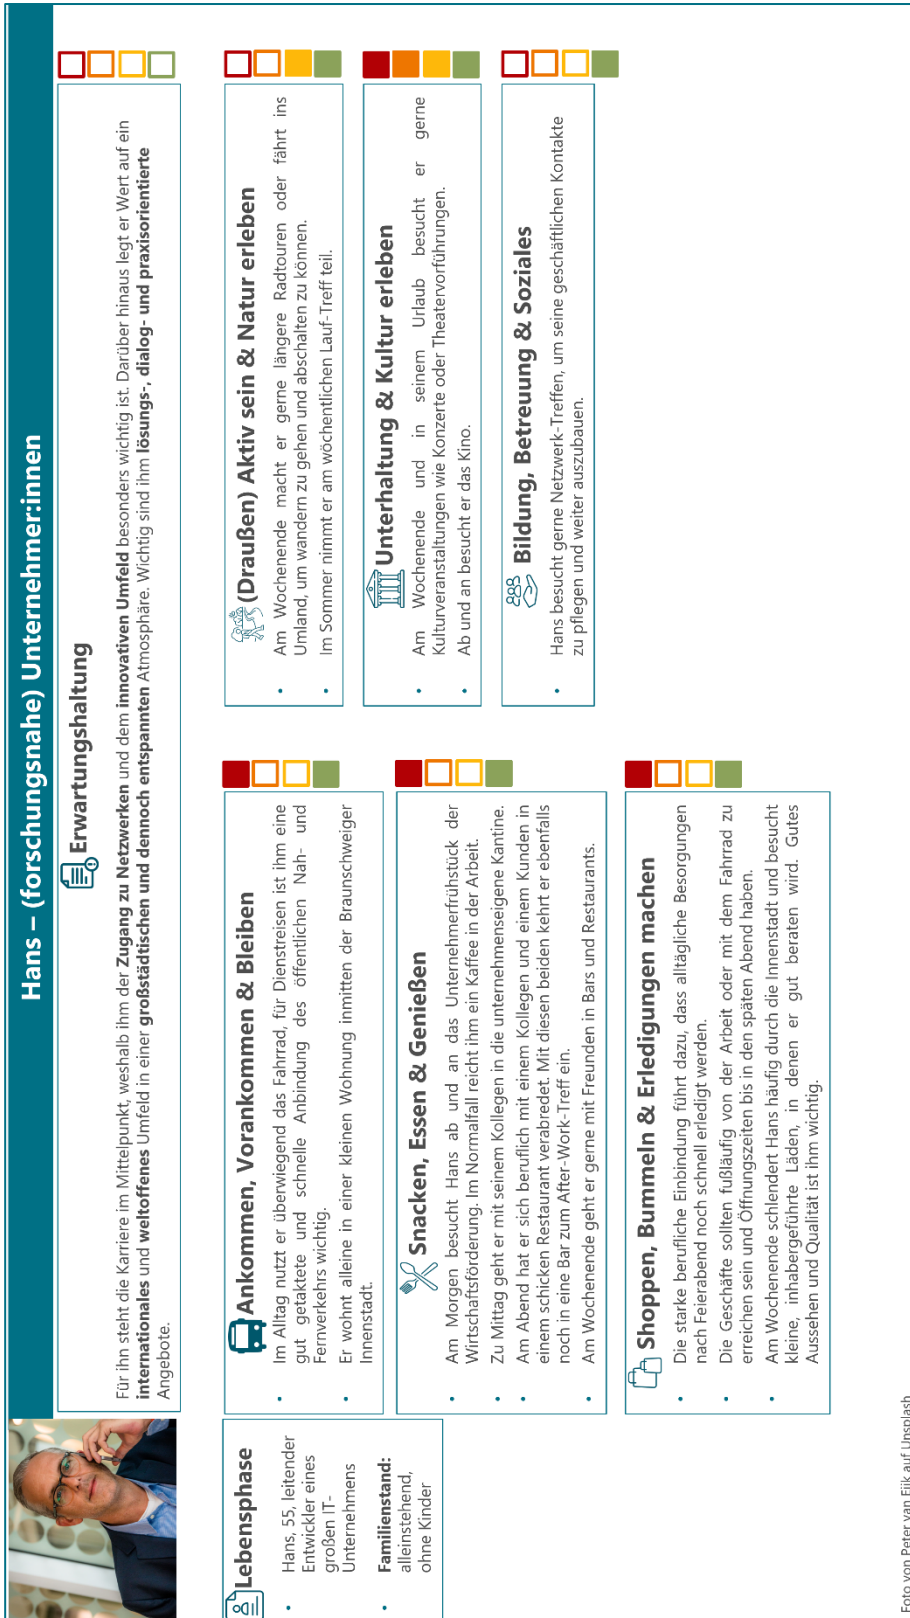 Hans – (forschungsnahe) Unternehmer:innen
Erwartungshaltung
Für ihn steht die Karriere im Mittelpunkt, weshalb ihm der Zugang zu Netzwerken und dem innovativen Umfeld besonders wichtig ist. Darüber hinaus legt er Wert auf ein
internationales und weltoffenes Umfeld in einer großstädtischen und dennoch entspannten Atmosphäre. Wichtig sind ihm lösungs-, dialog- und praxisorientierte
Angebote.
Lebensphase
• Hans, 55, leitender
Entwickler eines
großen IT-
Unternehmens
• Familienstand:
alleinstehend,
ohne Kinder
Ankommen, Vorankommen & Bleiben
• Im Alltag nutzt er überwiegend das Fahrrad, für Dienstreisen ist ihm eine
gut getaktete und schnelle Anbindung des öffentlichen Nah- und
Fernverkehrs wichtig.
• Er wohnt alleine in einer kleinen Wohnung inmitten der Braunschweiger
Innenstadt.
Snacken, Essen & Genießen
• Am Morgen besucht Hans ab und an das Unternehmerfrühstück der
Wirtschaftsförderung. Im Normalfall reicht ihm ein Kaffee in der Arbeit.
• Zu Mittag geht er mit seinem Kollegen in die unternehmenseigene Kantine.
• Am Abend hat er sich beruflich mit einem Kollegen und einem Kunden in
einem schicken Restaurant verabredet. Mit diesen beiden kehrt er ebenfalls
noch in eine Bar zum After-Work-Treff ein.
• Am Wochenende geht er gerne mit Freunden in Bars und Restaurants.
Shoppen, Bummeln & Erledigungen machen
• Die starke berufliche Einbindung führt dazu, dass alltägliche Besorgungen
nach Feierabend noch schnell erledigt werden.
• Die Geschäfte sollten fußläufig von der Arbeit oder mit dem Fahrrad zu
erreichen sein und Öffnungszeiten bis in den späten Abend haben.
• Am Wochenende schlendert Hans häufig durch die Innenstadt und besucht
kleine, inhabergeführte Läden, in denen er gut beraten wird. Gutes
Aussehen und Qualität ist ihm wichtig.
(Draußen) Aktiv sein & Natur erleben
• Am Wochenende macht er gerne längere Radtouren oder fährt ins
Umland, um wandern zu gehen und abschalten zu können.
• Im Sommer nimmt er am wöchentlichen Lauf-Treff teil.
Unterhaltung & Kultur erleben
• Am Wochenende und in seinem Urlaub besucht er gerne
Kulturveranstaltungen wie Konzerte oder Theatervorführungen.
• Ab und an besucht er das Kino.
Bildung, Betreuung & Soziales
• Hans besucht gerne Netzwerk-Treffen, um seine geschäftlichen Kontakte
zu pflegen und weiter auszubauen.
Foto von Peter van Eijk auf Unsplash